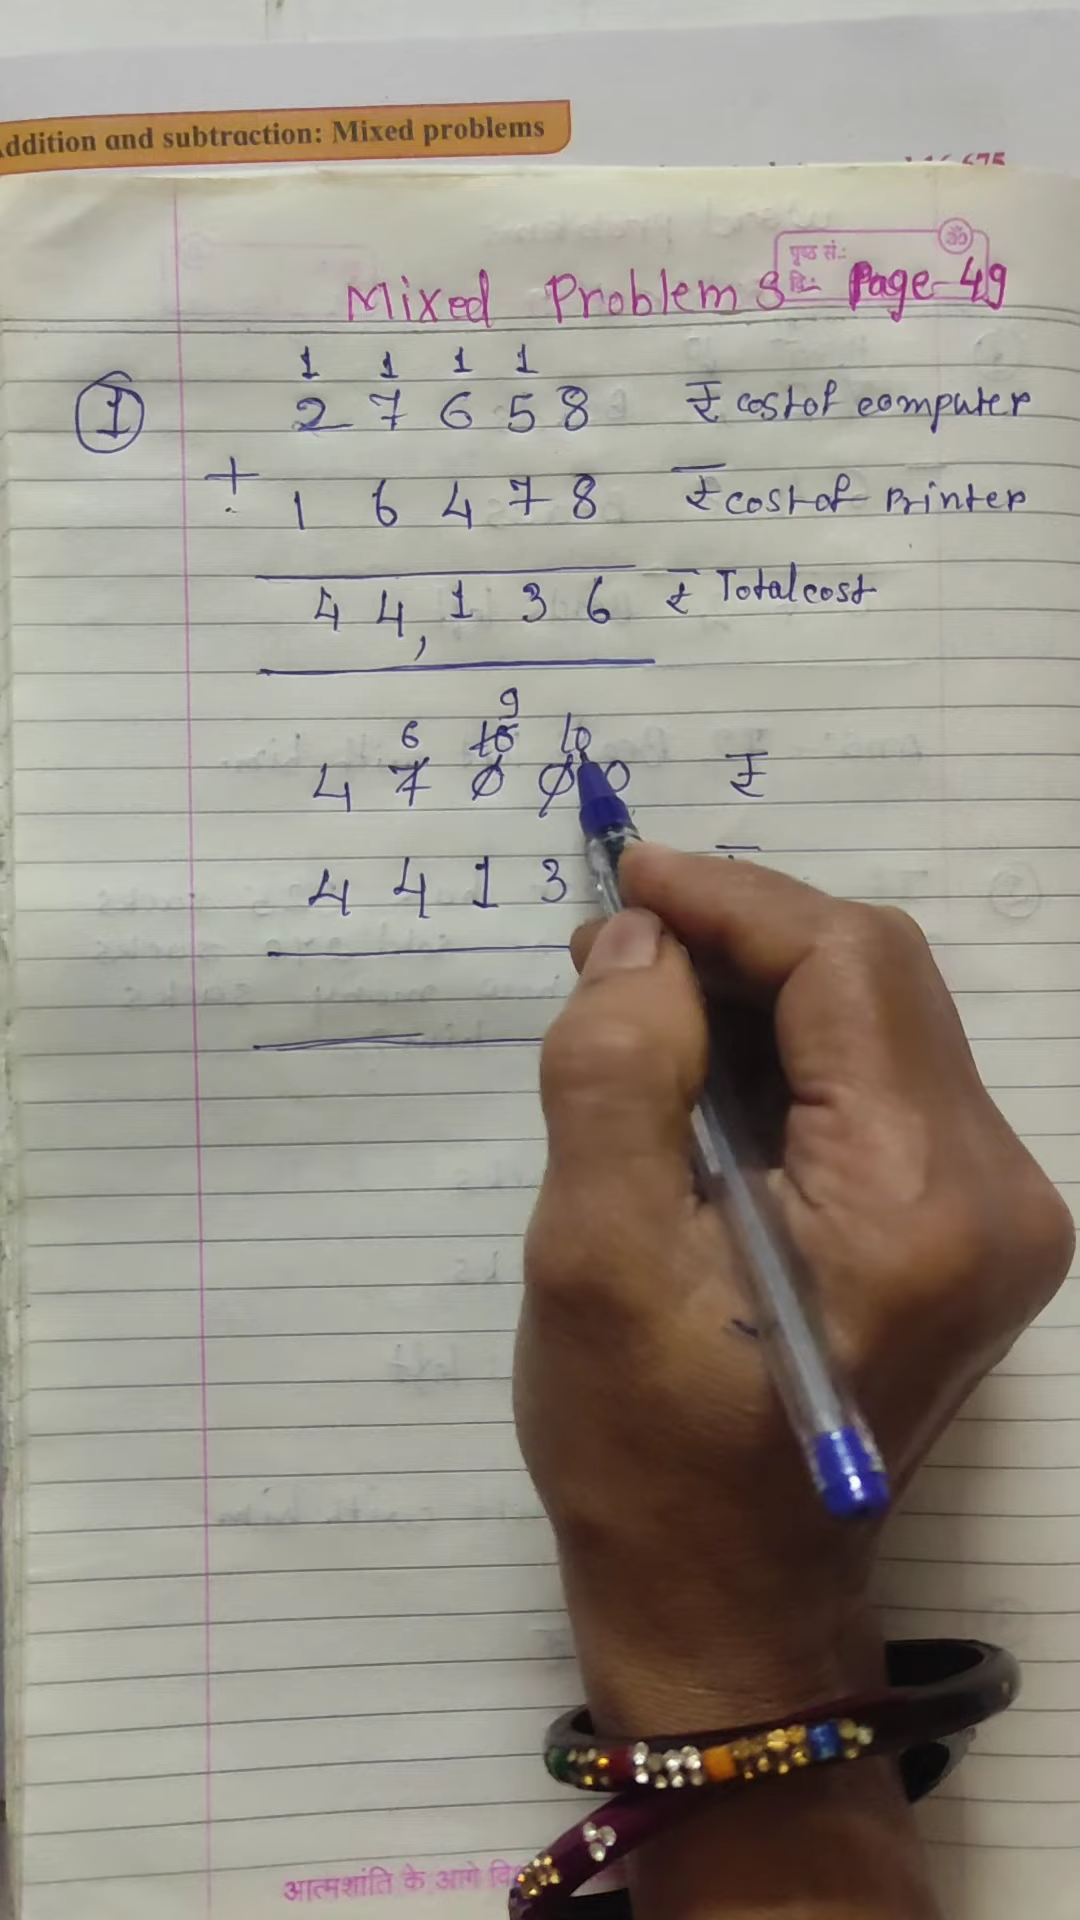 ddition and subtraction: Mixed problems
पृष्ठ सं.:
Mixed Problems Page-49
1 1 1 1
1 2 7 6 5 8 ₹ cost of computer
+ 1 6 4 7 8 ₹ cost of Printer
4 4, 1 3 6 ₹ Total cost
9
6 10 10
4 7 0 0 0 ₹
4 4 1 3
आत्मशांति के आगे